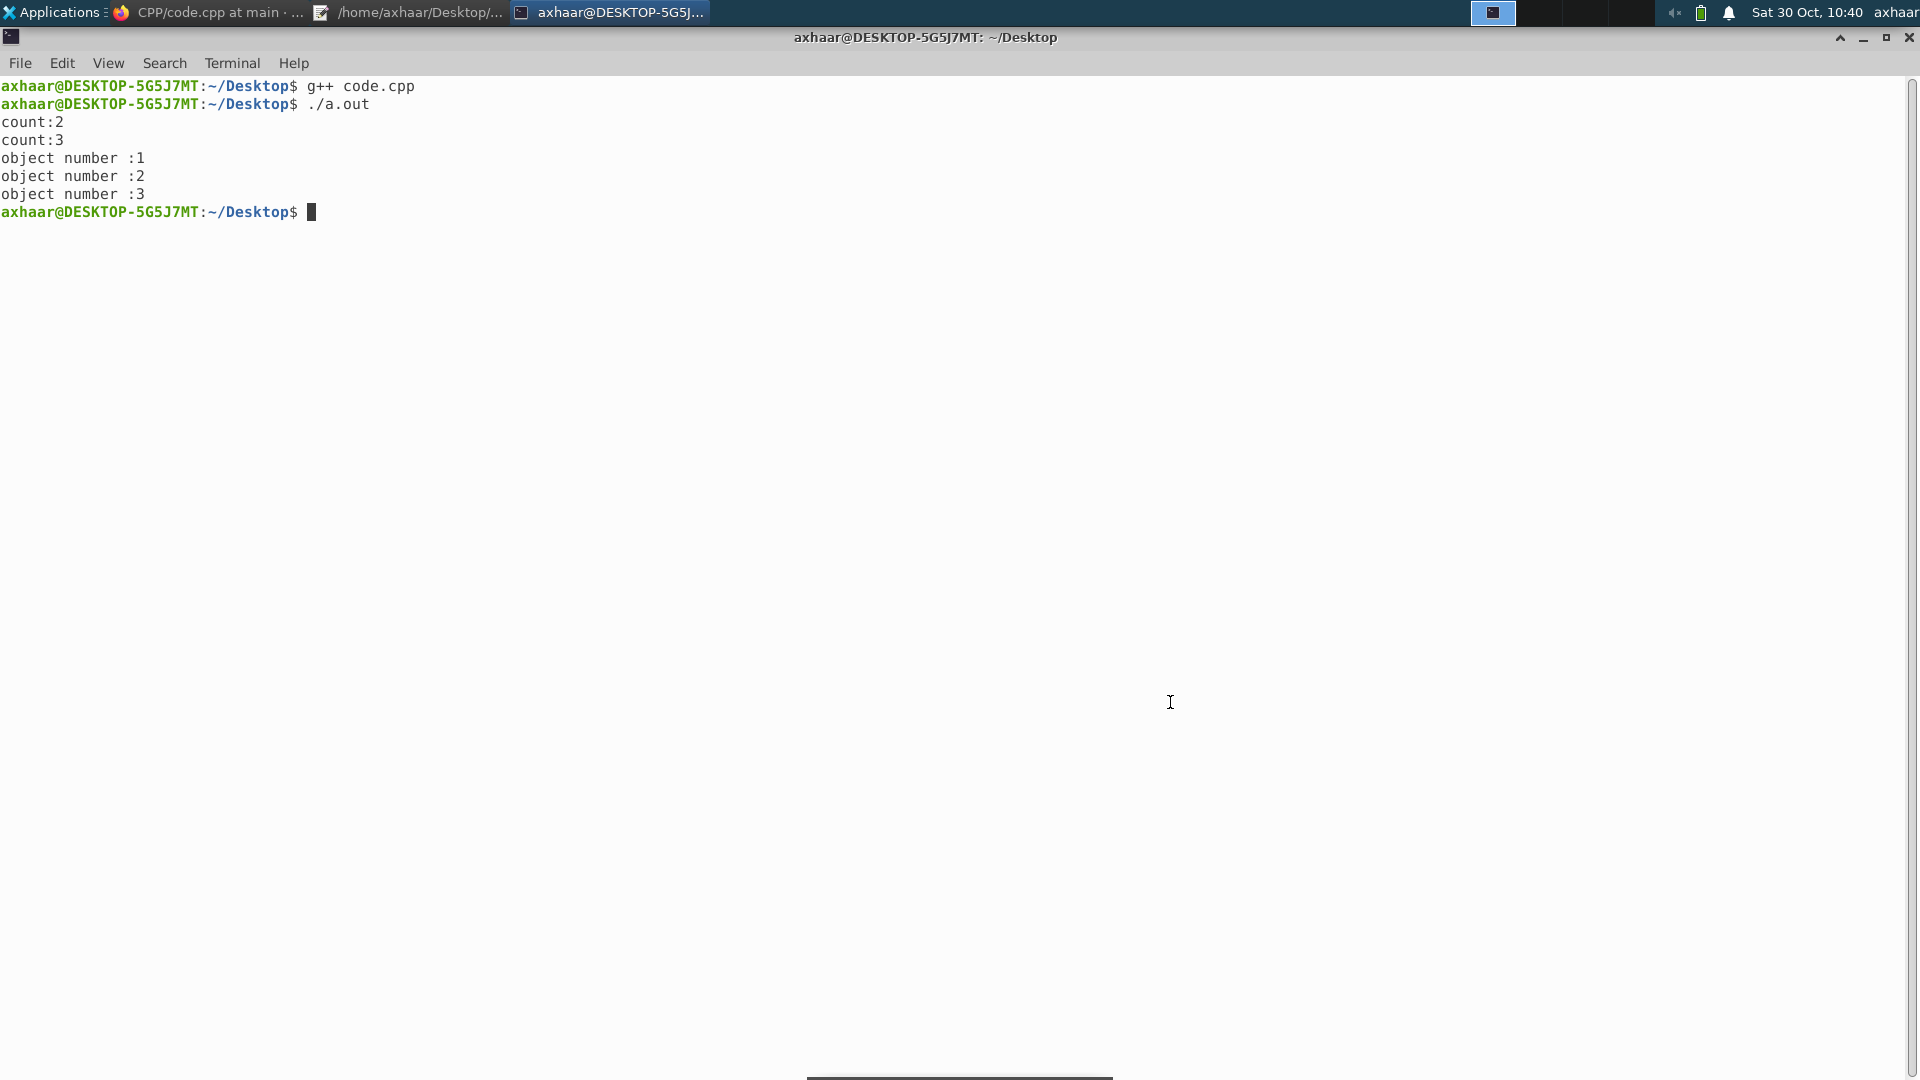 Applications CPP/code.cpp at main · ... /home/axhaar/Desktop/... axhaar@DESKTOP-5G5J... Sat 30 Oct, 10:40 axhaar
axhaar@DESKTOP-5G5J7MT: ~/Desktop
File Edit View Search Terminal Help
axhaar@DESKTOP-5G5J7MT:~/Desktop$ g++ code.cpp
axhaar@DESKTOP-5G5J7MT:~/Desktop$ ./a.out
count:2
count:3
object number :1
object number :2
object number :3
axhaar@DESKTOP-5G5J7MT:~/Desktop$